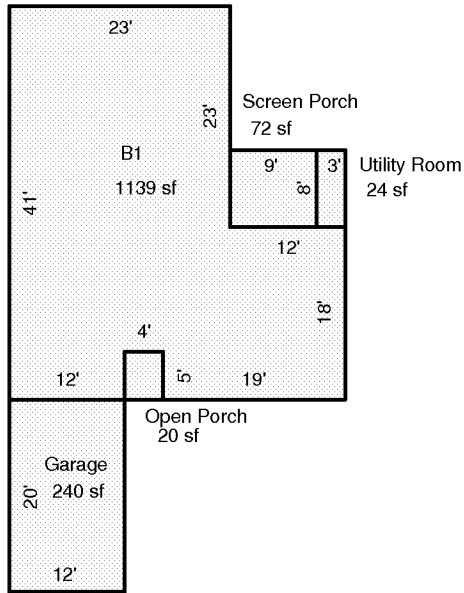 23'
23'
Screen Porch
72 sf
B1
1139 sf
9'
3'
Utility Room
24 sf
8'
41'
12'
18'
4'
12'
5'
19'
Open Porch
20 sf
Garage
240 sf
20'
12'